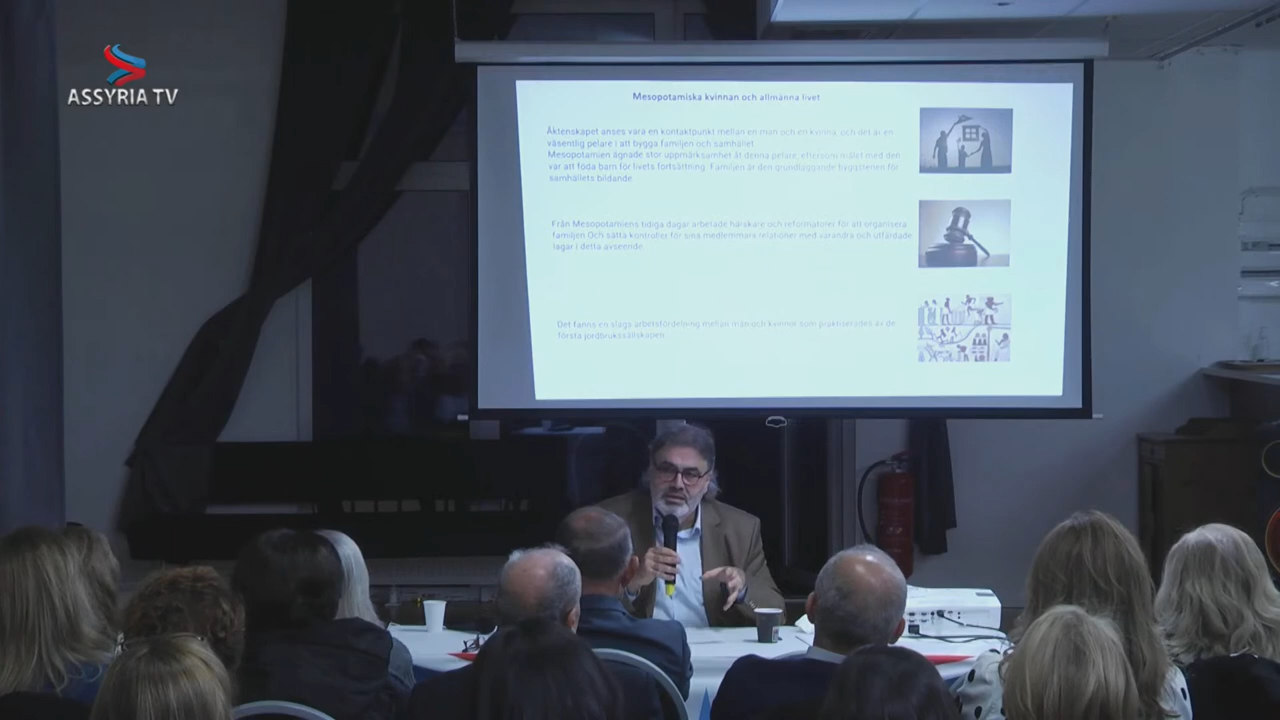 ASSYRIA TV
Mesopotamiska kvinnan och allmänna livet
Äktenskapet anses vara en kontaktpunkt mellan en man och en kvinna, och det är en
väsentlig pelare i att bygga familjen och samhället.
Mesopotamien ägnade stor uppmärksamhet åt denna pelare, eftersom målet med den
var att föda barn för livets fortsättning. Familjen är den grundläggande byggstenen för
samhällets bildande
Från Mesopotamiens tidiga dagar arbetade härskare och reformatorer för att organisera
familjen.Och sätta kontroller för sina medlemmars relationer med varandra och utfärdade
lagar i detta avseende.
Det fanns en slags arbetsfördelning mellan män och kvinnor som praktiserades av de
första jordbrukssällskapen.